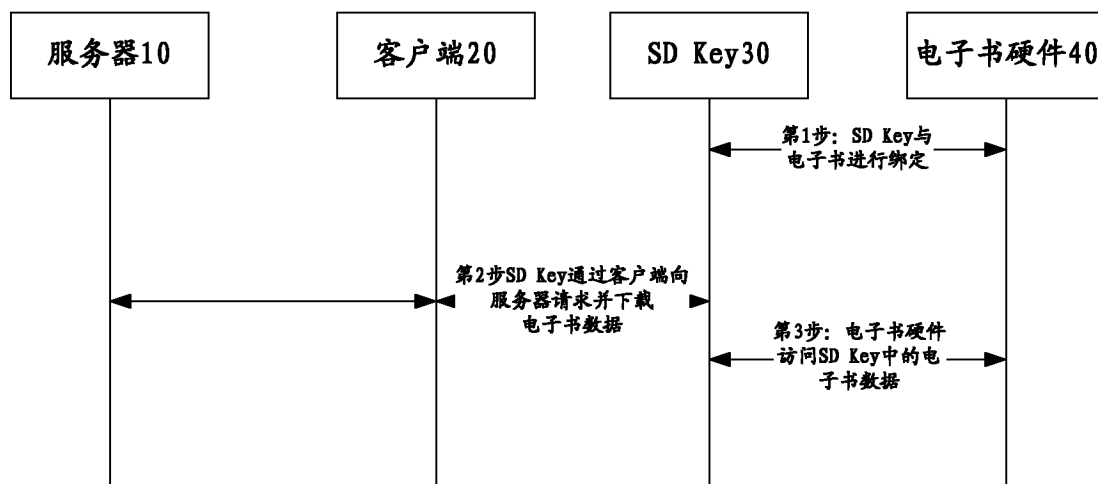 服务器10
客户端20
SD Key30
电子书硬件40
第1步：SD Key与
电子书进行绑定
第2步SD Key通过客户端向
服务器请求并下载
电子书数据
第3步：电子书硬件
访问SD Key中的电
子书数据